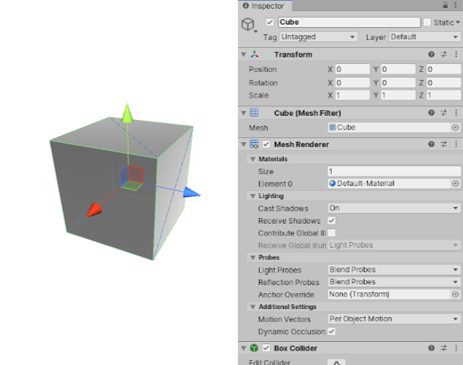 Inspector
Cube Static
Tag Untagged Layer Default
Transform
Position X 0 Y 0 Z 0
Rotation X 0 Y 0 Z 0
Scale X 1 Y 1 Z 1
Cube (Mesh Filter)
Mesh Cube
Mesh Renderer
Materials
Size 1
Element 0 Default-Material
Lighting
Cast Shadows On
Receive Shadows
Contribute Global Il
Receive Global Illun Light Probes
Probes
Light Probes Blend Probes
Reflection Probes Blend Probes
Anchor Override None (Transform)
Additional Settings
Motion Vectors Per Object Motion
Dynamic Occlusion
Box Collider
Edit Collider